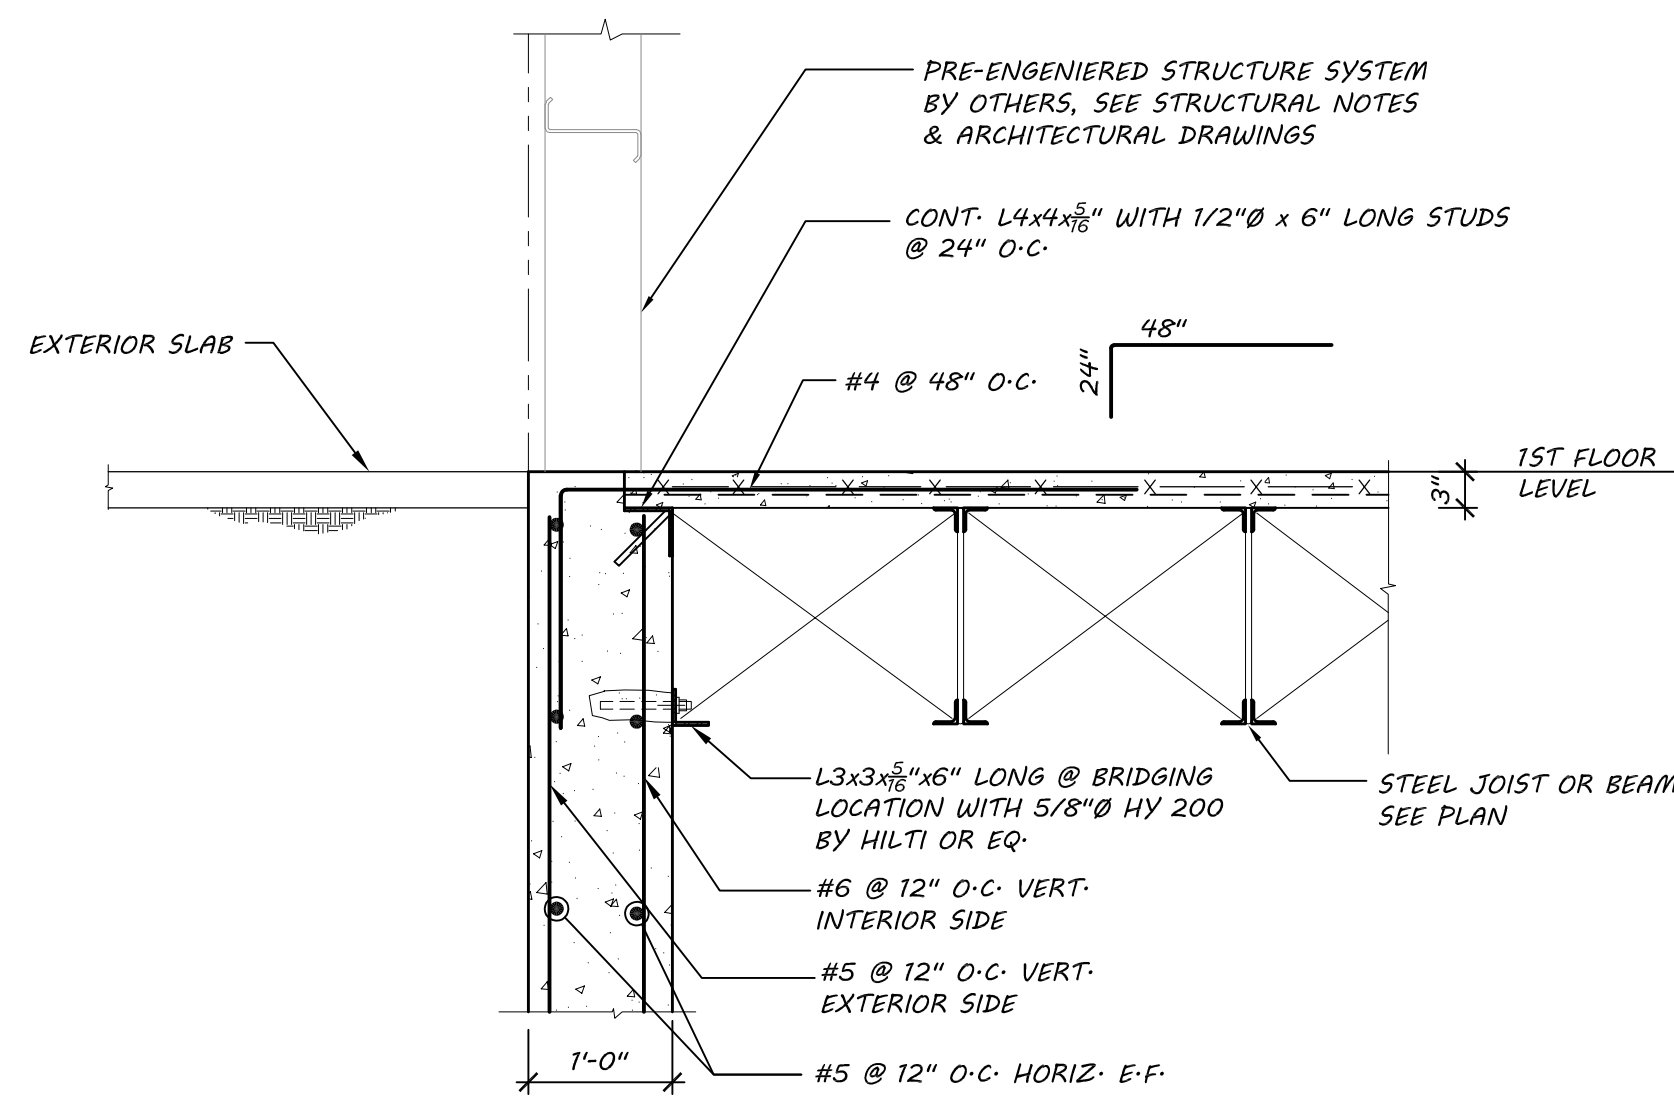 PRE-ENGENIERED STRUCTURE SYSTEM
BY OTHERS, SEE STRUCTURAL NOTES
& ARCHITECTURAL DRAWINGS
CONT. L4x4x5/16" WITH 1/2"Ø x 6" LONG STUDS
@ 24" O.C.
48"
24"
EXTERIOR SLAB
#4 @ 48" O.C.
1ST FLOOR
LEVEL
3"
L3x3x5/16"x6" LONG @ BRIDGING
LOCATION WITH 5/8"Ø HY 200
BY HILTI OR EQ.
STEEL JOIST OR BEAM
SEE PLAN
#6 @ 12" O.C. VERT.
INTERIOR SIDE
#5 @ 12" O.C. VERT.
EXTERIOR SIDE
1'-0"
#5 @ 12" O.C. HORIZ. E.F.